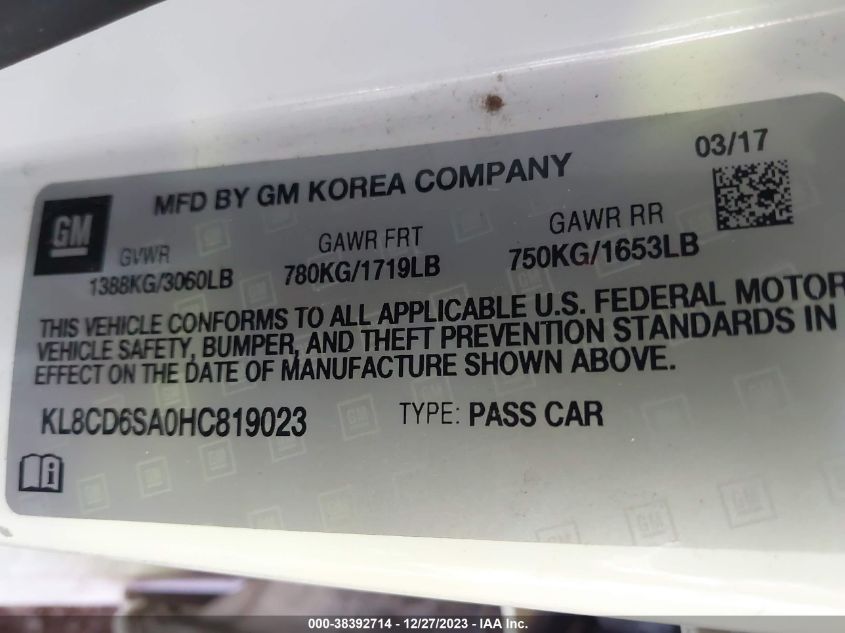 03/17
MFD BY GM KOREA COMPANY
GM
GVWR GAWR FRT GAWR RR
1388KG/3060LB 780KG/1719LB 750KG/1653LB
THIS VEHICLE CONFORMS TO ALL APPLICABLE U.S. FEDERAL MOTOR
VEHICLE SAFETY, BUMPER, AND THEFT PREVENTION STANDARDS IN
EFFECT ON THE DATE OF MANUFACTURE SHOWN ABOVE.
KL8CD6SA0HC819023 TYPE: PASS CAR
000-38392714 - 12/27/2023 - IAA Inc.